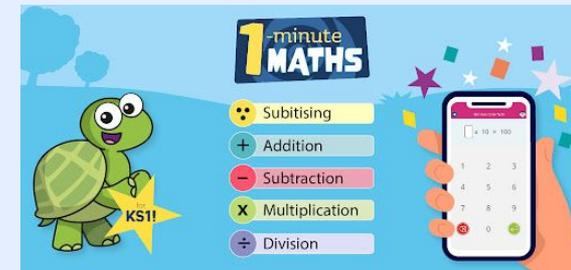 1-minute
MATHS
Subitising
+ Addition
- Subtraction
x Multiplication
÷ Division
for
KS1!
x 10 = 100
1 2 3
4 5 6
7 8 9
0